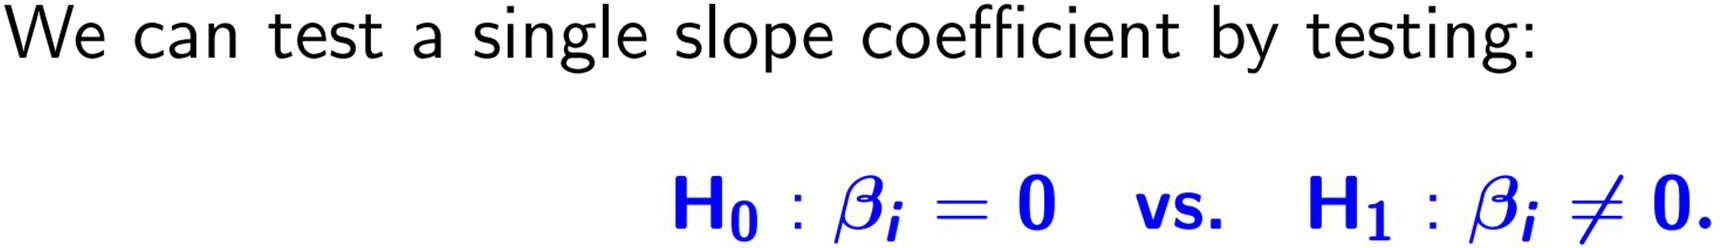 We can test a single slope coefficient by testing:
H₀ : βᵢ = 0 vs. H₁ : βᵢ ≠ 0.